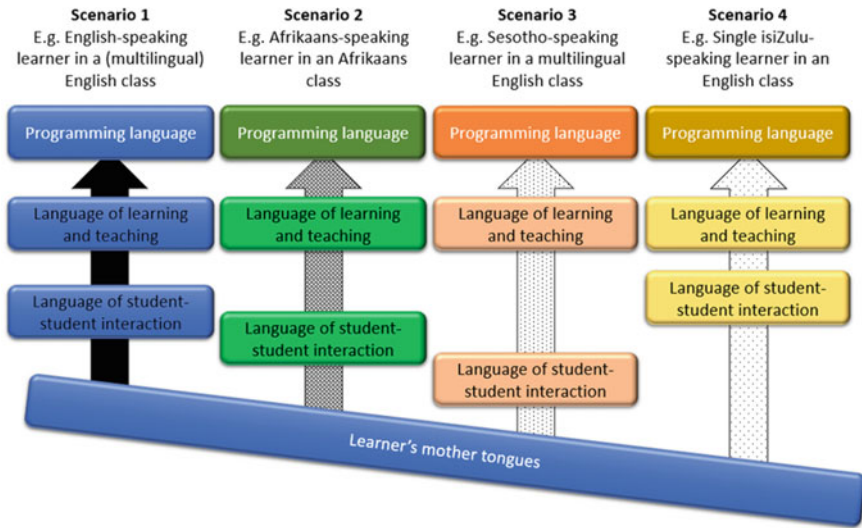 Scenario 1
E.g. English-speaking
learner in a (multilingual)
English class
Scenario 2
E.g. Afrikaans-speaking
learner in an Afrikaans
class
Scenario 3
E.g. Sesotho-speaking
learner in a multilingual
English class
Scenario 4
E.g. Single isiZulu-
speaking learner in an
English class
Programming language
Programming language
Programming language
Programming language
Language of learning
and teaching
Language of learning
and teaching
Language of learning
and teaching
Language of learning
and teaching
Language of student-
student interaction
Language of student-
student interaction
Language of student-
student interaction
Language of student-
student interaction
Learner's mother tongues